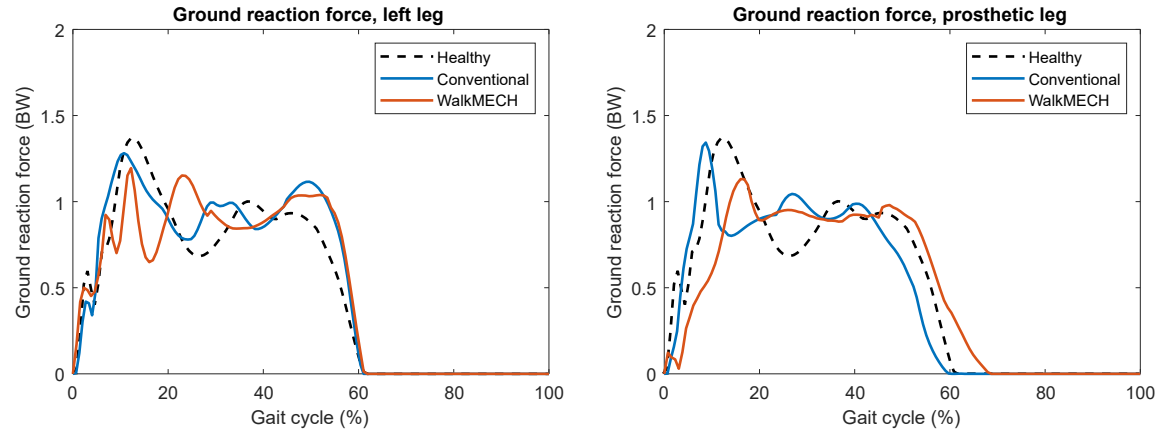 Ground reaction force, left leg
Ground reaction force (BW)
2
1.5
1
0.5
0
0
20
40
60
80
100
Gait cycle (%)
Healthy
Conventional
WalkMECH
Ground reaction force, prosthetic leg
Ground reaction force (BW)
2
1.5
1
0.5
0
0
20
40
60
80
100
Gait cycle (%)
Healthy
Conventional
WalkMECH